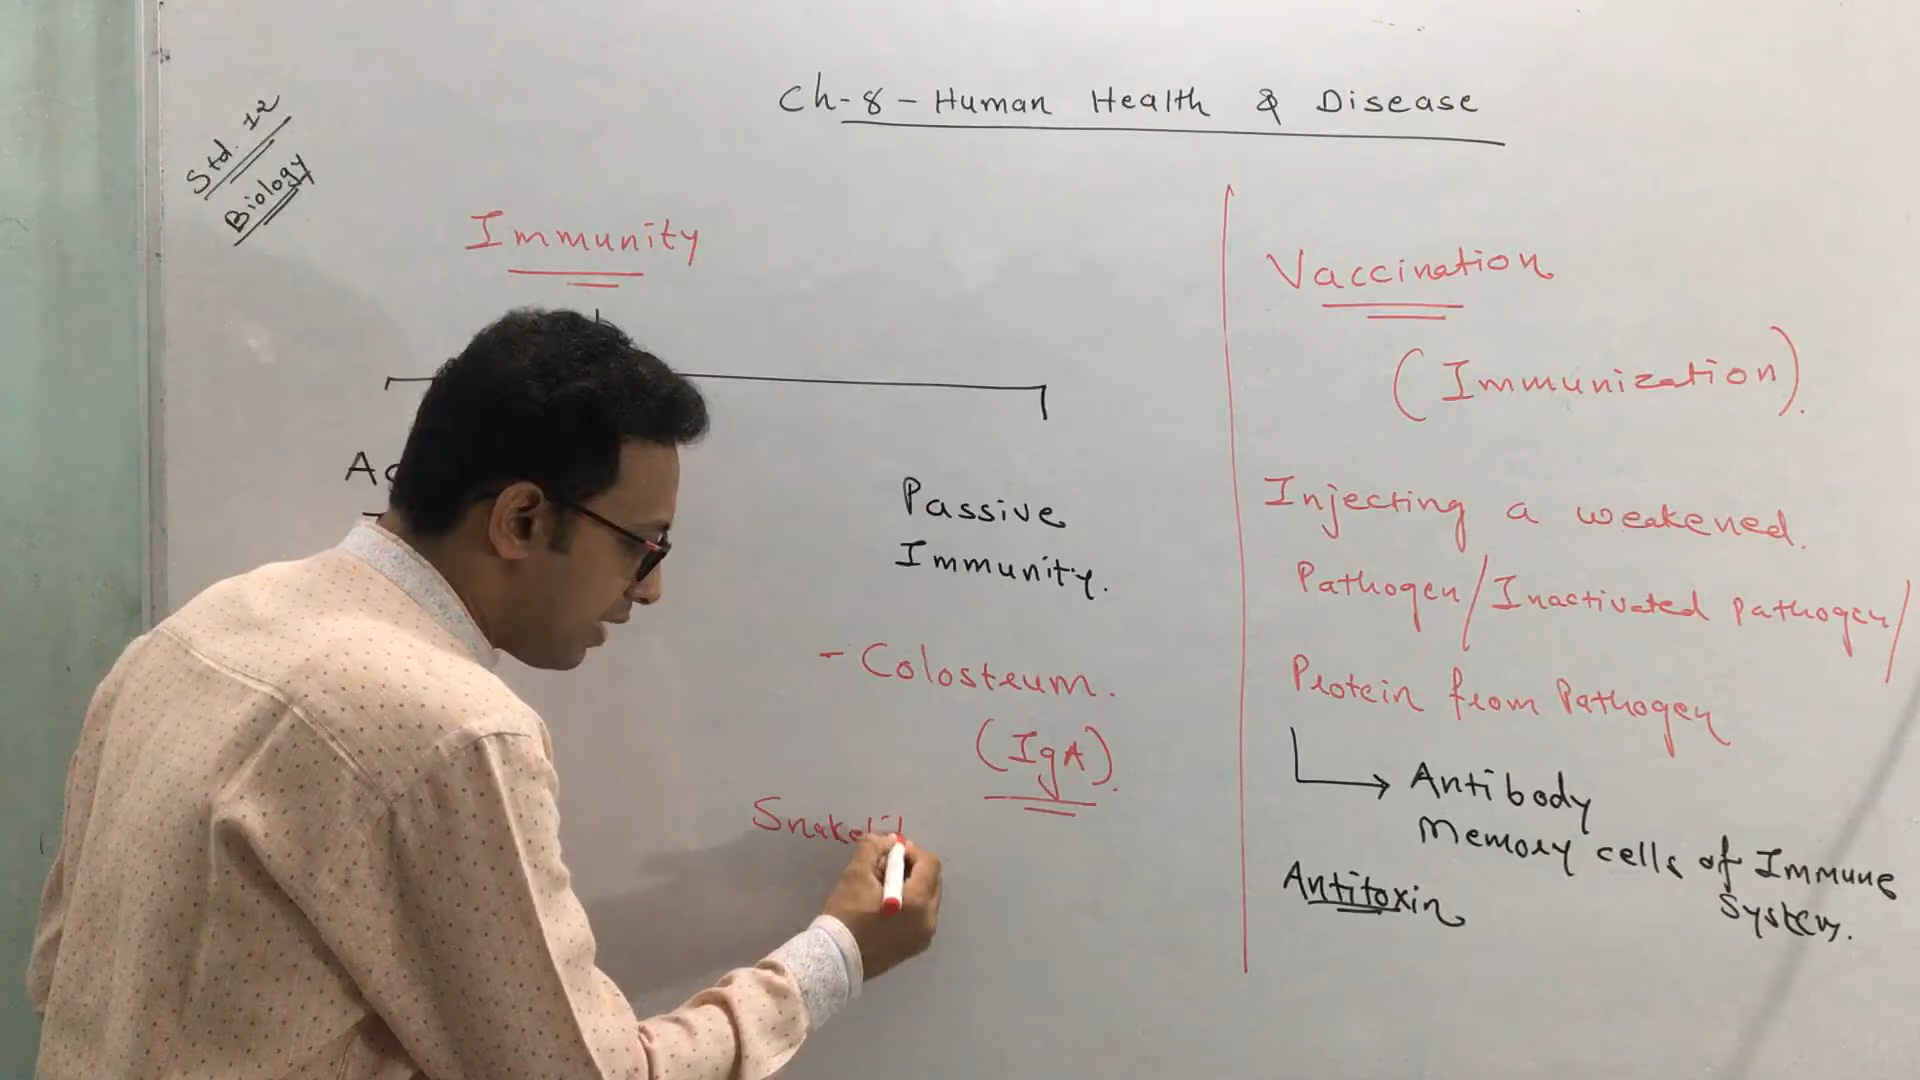 Ch-8 - Human Health & Disease
Std. 12
Biology
Immunity
Passive
Immunity.
- Colostrum.
(IgA).
Vaccination
(Immunization).
Injecting a weakened.
Pathogen/Inactivated pathogen/
Protein from Pathogen
Antibody
Memory cells of Immune
System.
Antitoxin